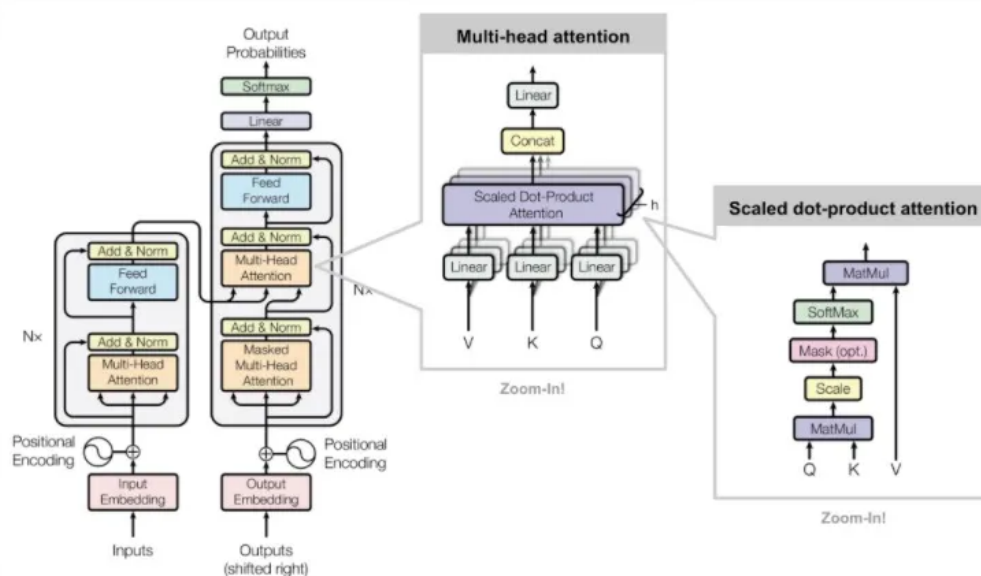 Output
Probabilities
Softmax
Linear
Add & Norm
Feed
Forward
Add & Norm
Multi-Head
Attention
Nx
Add & Norm
Masked
Multi-Head
Attention
Positional
Encoding
Output
Embedding
Outputs
(shifted right)
Add & Norm
Feed
Forward
Nx
Add & Norm
Multi-Head
Attention
Positional
Encoding
Input
Embedding
Inputs
Multi-head attention
Linear
Concat
Scaled Dot-Product
Attention
h
Linear Linear Linear
V K Q
Zoom-In!
Scaled dot-product attention
MatMul
SoftMax
Mask (opt.)
Scale
MatMul
Q K V
Zoom-In!